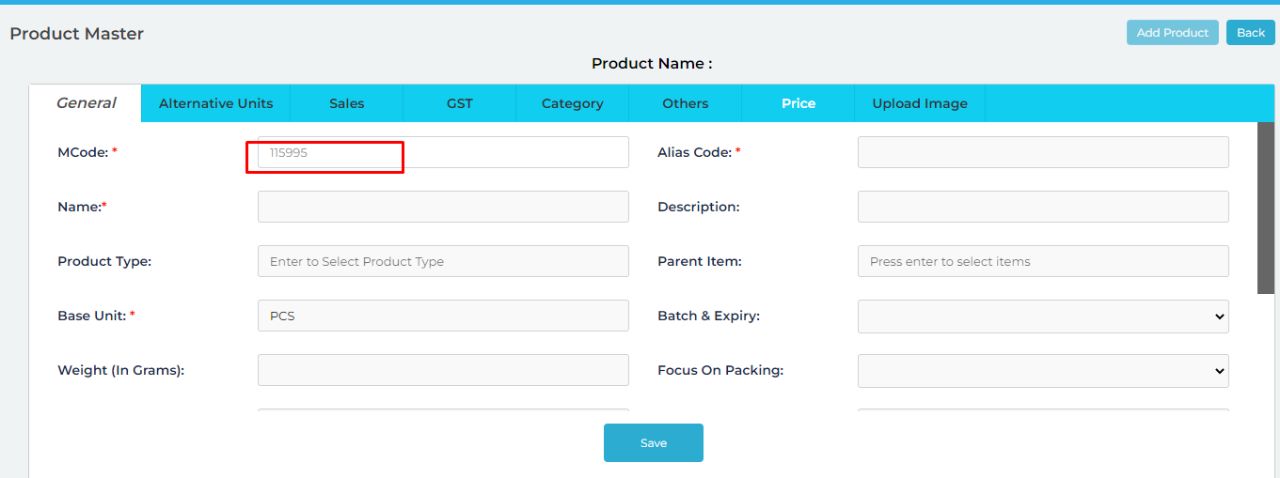 Product Master
Add Product Back
Product Name :
General Alternative Units Sales GST Category Others Price Upload Image
MCode: * 115995 Alias Code: *
Name:* Description:
Product Type: Enter to Select Product Type Parent Item: Press enter to select items
Base Unit: * PCS Batch & Expiry:
Weight (In Grams): Focus On Packing:
Save